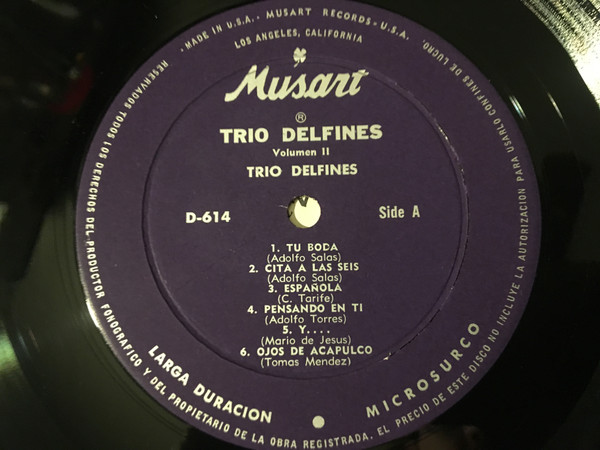 -MADE IN U.S.A.- MUSART RECORDS-U.S.A.
LOS ANGELES, CALIFORNIA
Musart
®
TRIO DELFINES
Volumen II
TRIO DELFINES
D-614
Side A
1. TU BODA
(Adolfo Salas)
2. CITA A LAS SEIS
(Adolfo Salas)
3. ESPAÑOLA
(C. Tarife)
4. PENSANDO EN TI
(Adolfo Torres)
5. Y....
(Mario de Jesus)
6. OJOS DE ACAPULCO
(Tomas Mendez)
LARGA DURACION
MICROSURCO
RESERVADOS TODOS LOS DERECHOS DEL PRODUCTOR FONOGRAFICO Y DEL PROPIETARIO DE LA OBRA REGISTRADA. EL PRECIO DE ESTE DISCO NO INCLUYE LA AUTORIZACION PARA USARLO CONFINES DE LUCRO.